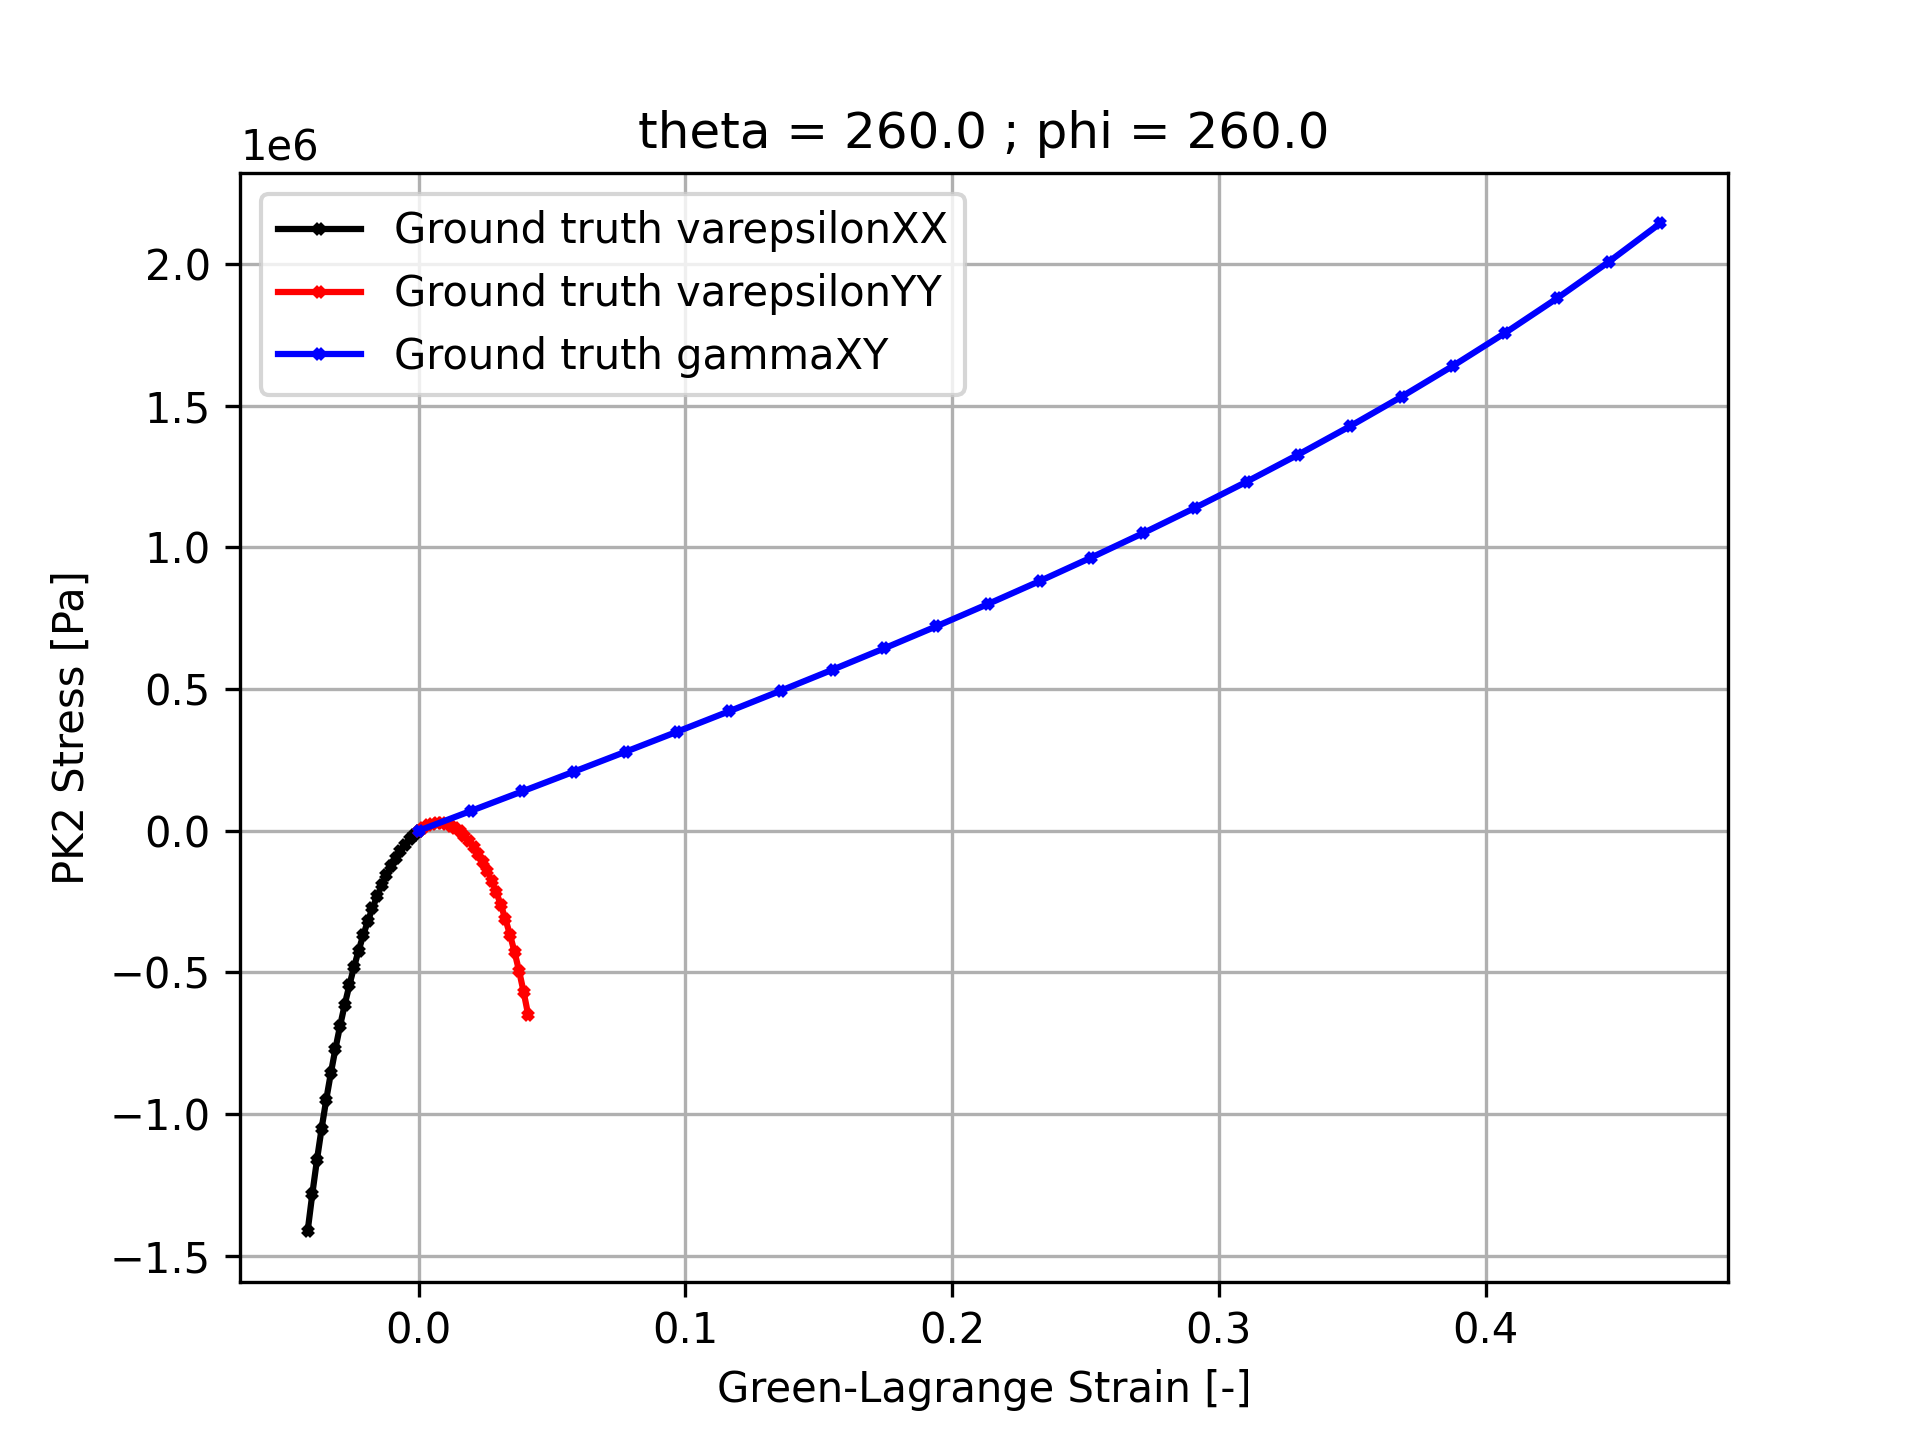 theta = 260.0 ; phi = 260.0
1e6
Ground truth varepsilonXX
Ground truth varepsilonYY
Ground truth gammaXY
2.0
1.5
1.0
0.5
0.0
−0.5
−1.0
−1.5
PK2 Stress [Pa]
0.0 0.1 0.2 0.3 0.4
Green-Lagrange Strain [-]